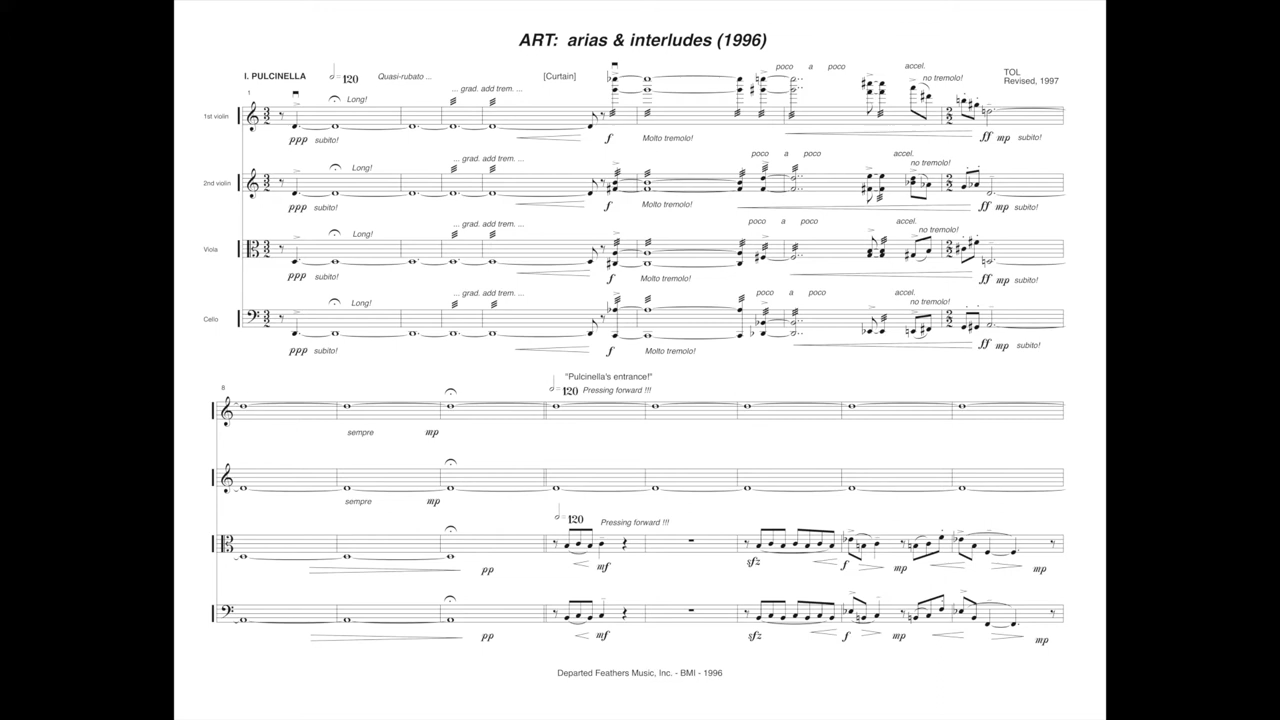 ART: arias & interludes (1996)
I. PULCINELLA 𝅗𝅥 = 120 Quasi-rubato ... [Curtain] poco a poco accel. TOL
Revised, 1997
1 Long! ... grad. add trem. ... no tremolo!
1st violin
ppp subito! f Molto tremolo! ff mp subito!
poco a poco accel.
Long! ... grad. add trem. ... no tremolo!
2nd violin
ppp subito! f Molto tremolo! ff mp subito!
poco a poco accel.
Long! ... grad. add trem. ... no tremolo!
Viola
ppp subito! f Molto tremolo! ff mp subito!
poco a poco accel.
Long! ... grad. add trem. ... no tremolo!
Cello
ppp subito! f Molto tremolo! ff mp subito!
"Pulcinella's entrance!"
8 𝅗𝅥 = 120 Pressing forward !!!
sempre mp
sempre mp
𝅗𝅥 = 120 Pressing forward !!!
pp mf sfz f mp mp
pp mf sfz f mp mp
Departed Feathers Music, Inc. - BMI - 1996